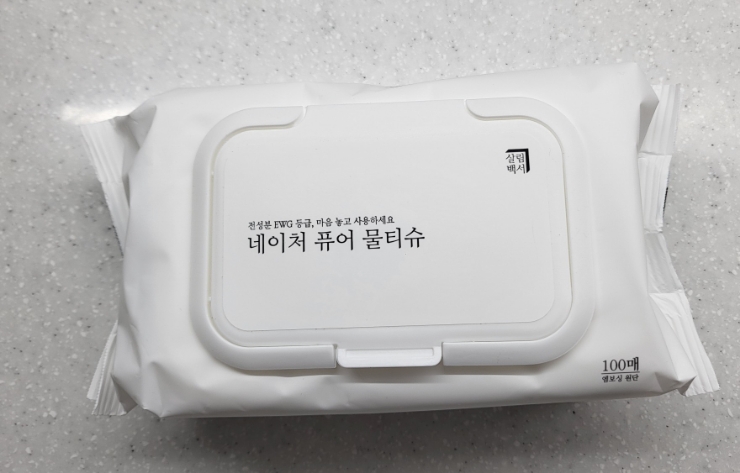 살림
백서
전성분 EWG 등급, 마음 놓고 사용하세요
네이처 퓨어 물티슈
100매
엠보싱 원단